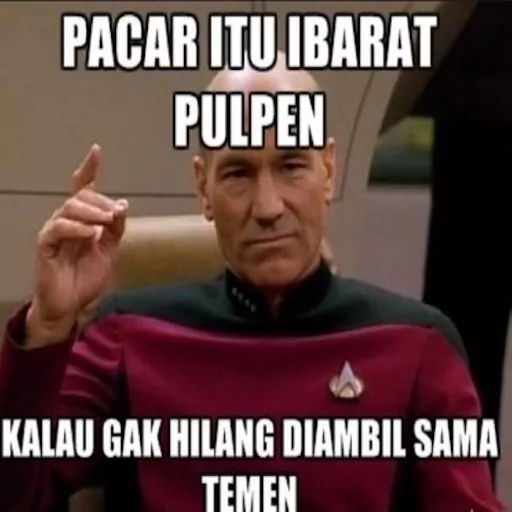 PACAR ITU IBARAT
PULPEN
KALAU GAK HILANG DIAMBIL SAMA
TEMEN